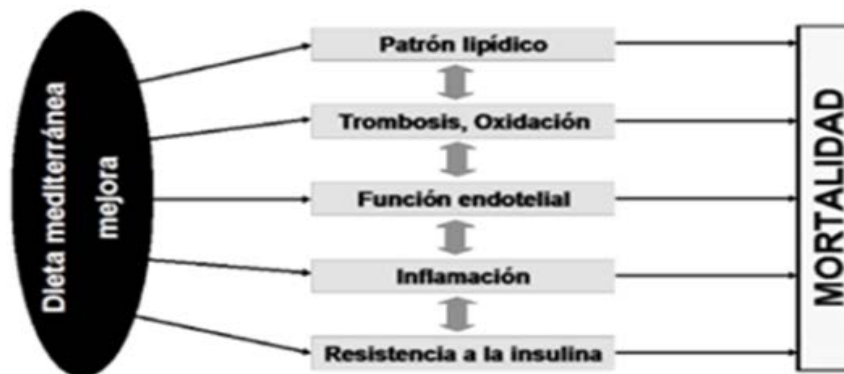 Dieta mediterránea
mejora
Patrón lipídico
Trombosis, Oxidación
Función endotelial
Inflamación
Resistencia a la insulina
MORTALIDAD